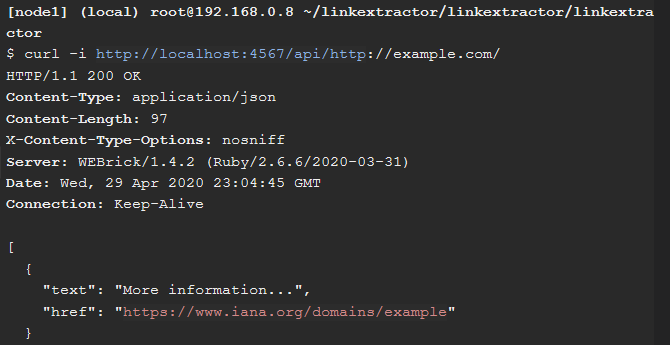 [node1] (local) root@192.168.0.8 ~/linkextractor/linkextractor/linkextra
ctor
$ curl -i http://localhost:4567/api/http://example.com/
HTTP/1.1 200 OK
Content-Type: application/json
Content-Length: 97
X-Content-Type-Options: nosniff
Server: WEBrick/1.4.2 (Ruby/2.6.6/2020-03-31)
Date: Wed, 29 Apr 2020 23:04:45 GMT
Connection: Keep-Alive

[
  {
    "text": "More information...",
    "href": "https://www.iana.org/domains/example"
  }